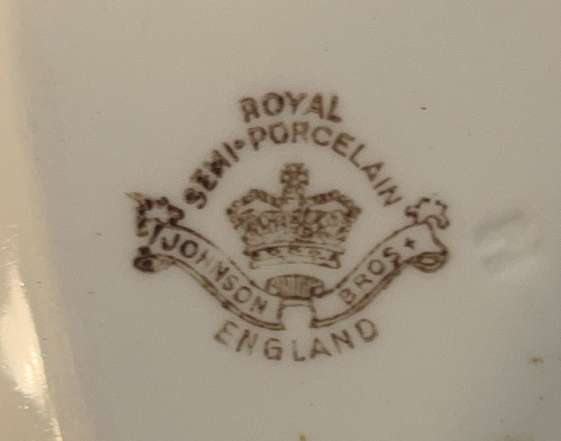 ROYAL
SEMI-PORCELAIN
JOHNSON BROS
ENGLAND